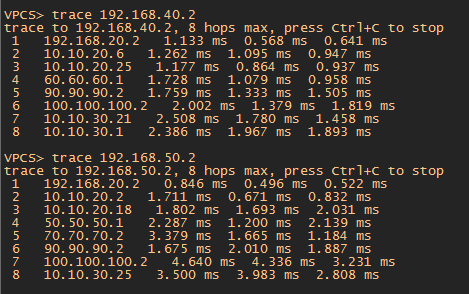 VPCS> trace 192.168.40.2
trace to 192.168.40.2, 8 hops max, press Ctrl+C to stop
1 192.168.20.2 1.133 ms 0.568 ms 0.641 ms
2 10.10.20.6 1.262 ms 1.095 ms 0.947 ms
3 10.10.20.25 1.177 ms 0.864 ms 0.937 ms
4 60.60.60.1 1.728 ms 1.079 ms 0.958 ms
5 90.90.90.2 1.759 ms 1.333 ms 1.505 ms
6 100.100.100.2 2.002 ms 1.379 ms 1.819 ms
7 10.10.30.21 2.508 ms 1.780 ms 1.458 ms
8 10.10.30.1 2.386 ms 1.967 ms 1.893 ms
VPCS> trace 192.168.50.2
trace to 192.168.50.2, 8 hops max, press Ctrl+C to stop
1 192.168.20.2 0.846 ms 0.496 ms 0.522 ms
2 10.10.20.2 1.711 ms 0.671 ms 0.832 ms
3 10.10.20.18 1.802 ms 1.693 ms 2.031 ms
4 50.50.50.1 2.287 ms 1.200 ms 2.139 ms
5 70.70.70.2 3.379 ms 1.665 ms 1.184 ms
6 90.90.90.2 1.675 ms 2.010 ms 1.887 ms
7 100.100.100.2 4.640 ms 4.336 ms 3.231 ms
8 10.10.30.25 3.500 ms 3.983 ms 2.808 ms